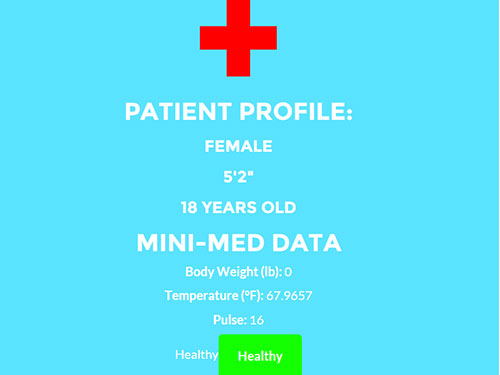 PATIENT PROFILE:
FEMALE
5'2"
18 YEARS OLD
MINI-MED DATA
Body Weight (lb): 0
Temperature (°F): 67.9657
Pulse: 16
Healthy Healthy